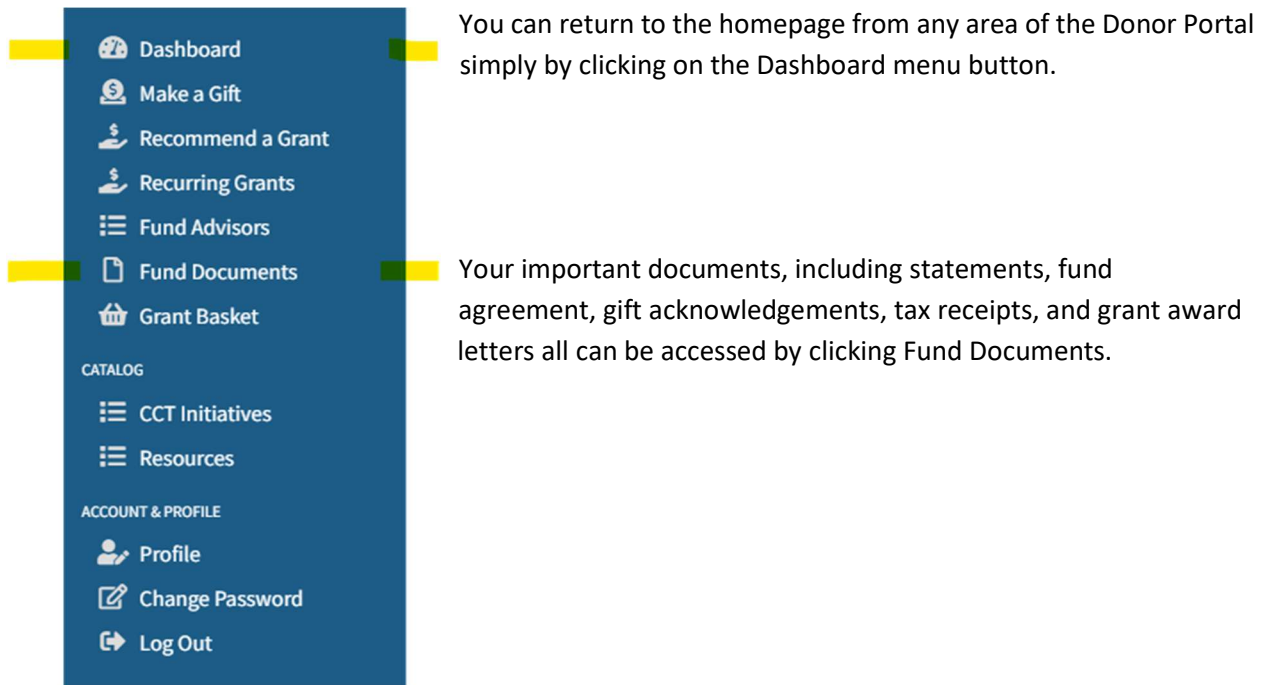 Dashboard
Make a Gift
Recommend a Grant
Recurring Grants
Fund Advisors
Fund Documents
Grant Basket
CATALOG
CCT Initiatives
Resources
ACCOUNT & PROFILE
Profile
Change Password
Log Out
You can return to the homepage from any area of the Donor Portal
simply by clicking on the Dashboard menu button.
Your important documents, including statements, fund
agreement, gift acknowledgements, tax receipts, and grant award
letters all can be accessed by clicking Fund Documents.